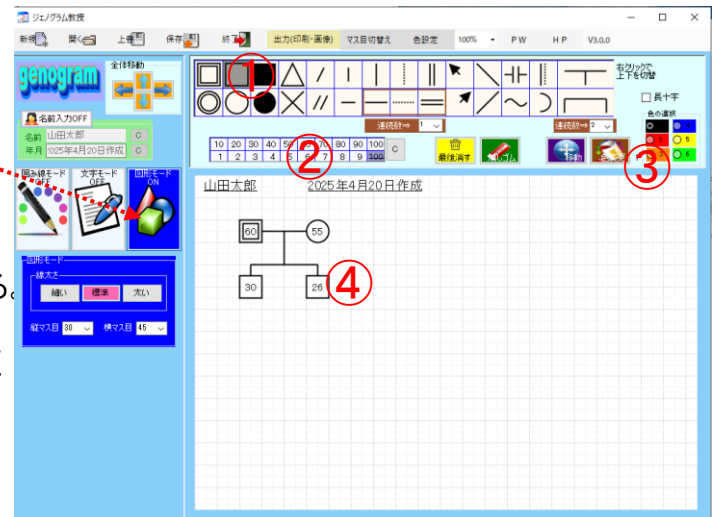 ジェノグラム教授
新規 開く 上書 保存 終了 出力(印刷・画像) マス目切替え 色設定 100% PW HP V3.0.0
genogram
全体移動
名前入力OFF
名前 山田太郎 C
年月 2025年4月20日作成 C
①
右クリックで
上下を切替
長十字
色の選択
連続数⇒ 1
連続数⇒ 2
10 20 30 40 50 60 70 80 90 100
1 2 3 4 5 6 7 8 9 100
C
②
最後消す
消しゴム
移動
③
囲み線モード
OFF
文字モード
OFF
図形モード
ON
図形モード
線太さ
細い 標準 太い
縦マス目 30 横マス目 45
る。
山田太郎 2025年4月20日作成
60 55
30 26
④